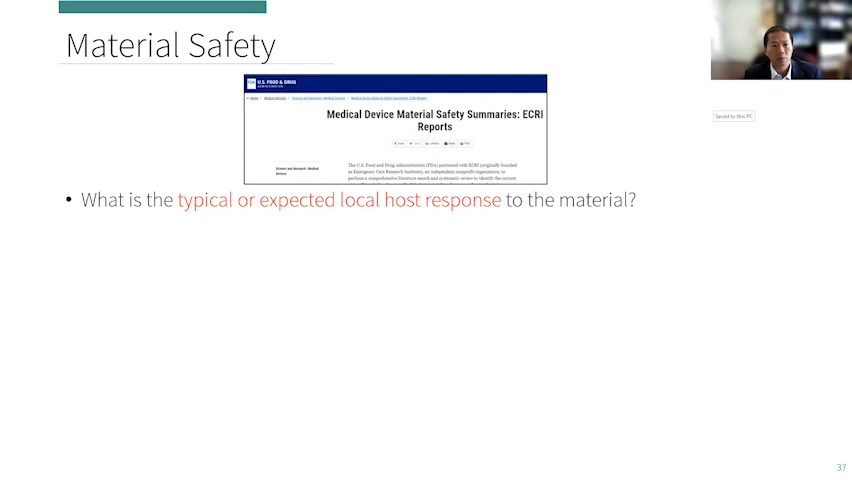 Material Safety
U.S. FOOD & DRUG
ADMINISTRATION
Home / Medical Devices / Science and Research | Medical Devices / Medical Device Material Safety Summaries: ECRI Reports
Medical Device Material Safety Summaries: ECRI
Reports
Share Tweet Linkedin Email Print
Science and Research | Medical
Devices
The U.S. Food and Drug Administration (FDA) partnered with ECRI (originally founded
as Emergency Care Research Institute), an independent nonprofit organization, to
perform a comprehensive literature search and systematic review to identify the current
• What is the typical or expected local host response to the material?
Saved to this PC
37